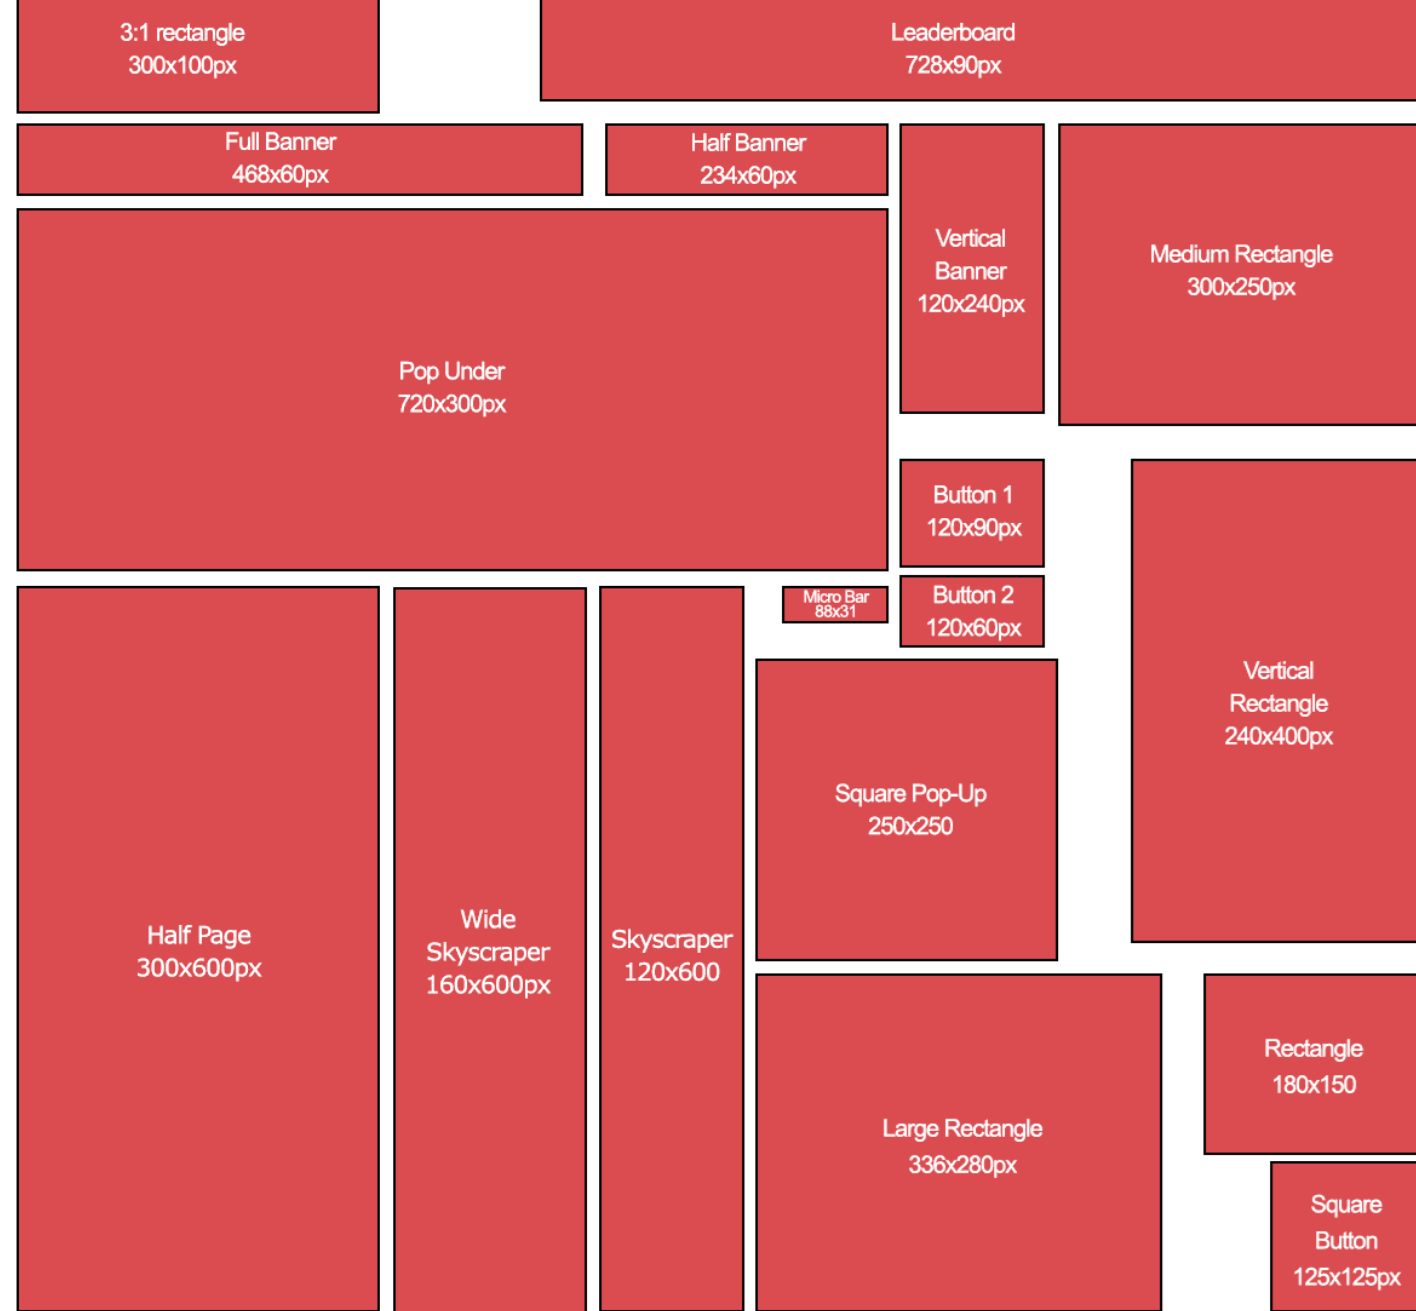 3:1 rectangle
300x100px
Leaderboard
728x90px
Full Banner
468x60px
Half Banner
234x60px
Vertical
Banner
120x240px
Medium Rectangle
300x250px
Pop Under
720x300px
Button 1
120x90px
Micro Bar
88x31
Button 2
120x60px
Vertical
Rectangle
240x400px
Square Pop-Up
250x250
Half Page
300x600px
Wide
Skyscraper
160x600px
Skyscraper
120x600
Rectangle
180x150
Large Rectangle
336x280px
Square
Button
125x125px